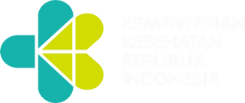 KEMENTERIAN
KESEHATAN
REPUBLIK
INDONESIA